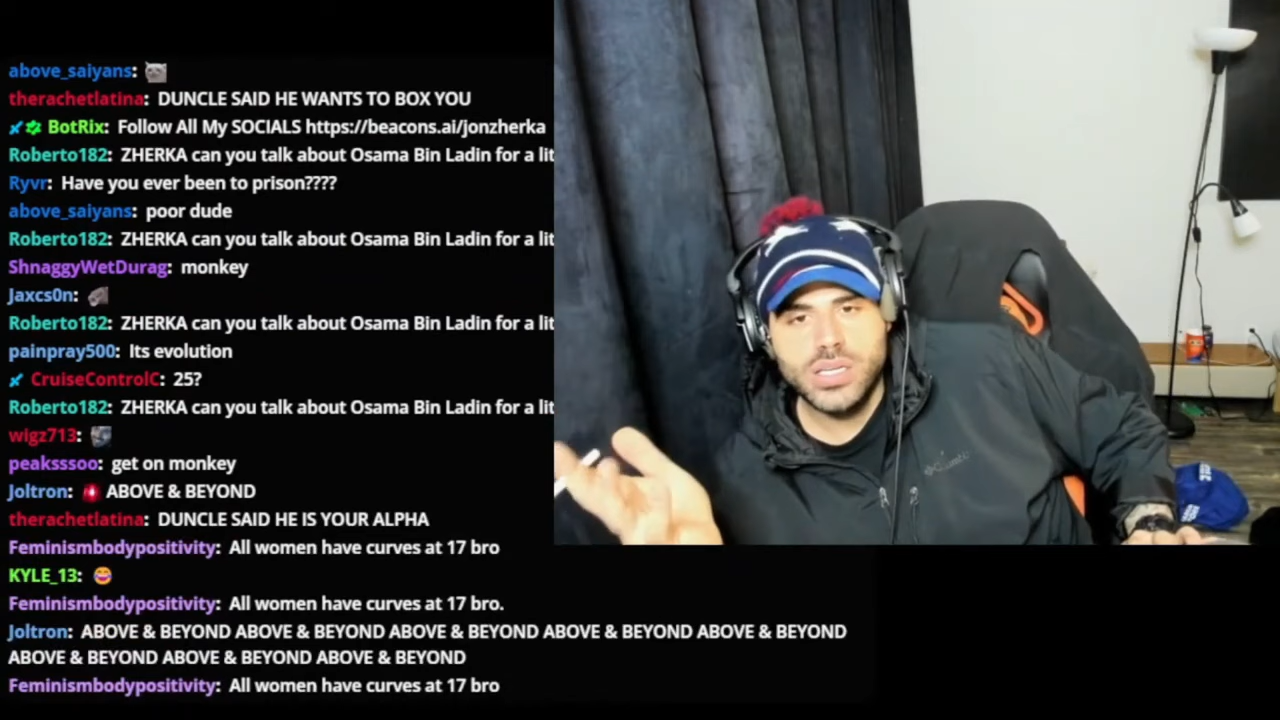 above_saiyans:
therachetlatina: DUNCLE SAID HE WANTS TO BOX YOU
BotRix: Follow All My SOCIALS https://beacons.ai/jonzherka
Roberto182: ZHERKA can you talk about Osama Bin Ladin for a lit
Ryvr: Have you ever been to prison????
above_saiyans: poor dude
Roberto182: ZHERKA can you talk about Osama Bin Ladin for a lit
ShnaggyWetDurag: monkey
Jaxcs0n:
Roberto182: ZHERKA can you talk about Osama Bin Ladin for a lit
painpray500: Its evolution
CruiseControlC: 25?
Roberto182: ZHERKA can you talk about Osama Bin Ladin for a lit
wigz713:
peaksssoo: get on monkey
Joltron: ABOVE & BEYOND
therachetlatina: DUNCLE SAID HE IS YOUR ALPHA
Feminismbodypositivity: All women have curves at 17 bro
KYLE_13:
Feminismbodypositivity: All women have curves at 17 bro.
Joltron: ABOVE & BEYOND ABOVE & BEYOND ABOVE & BEYOND ABOVE & BEYOND ABOVE & BEYOND
ABOVE & BEYOND ABOVE & BEYOND ABOVE & BEYOND
Feminismbodypositivity: All women have curves at 17 bro
Columbia